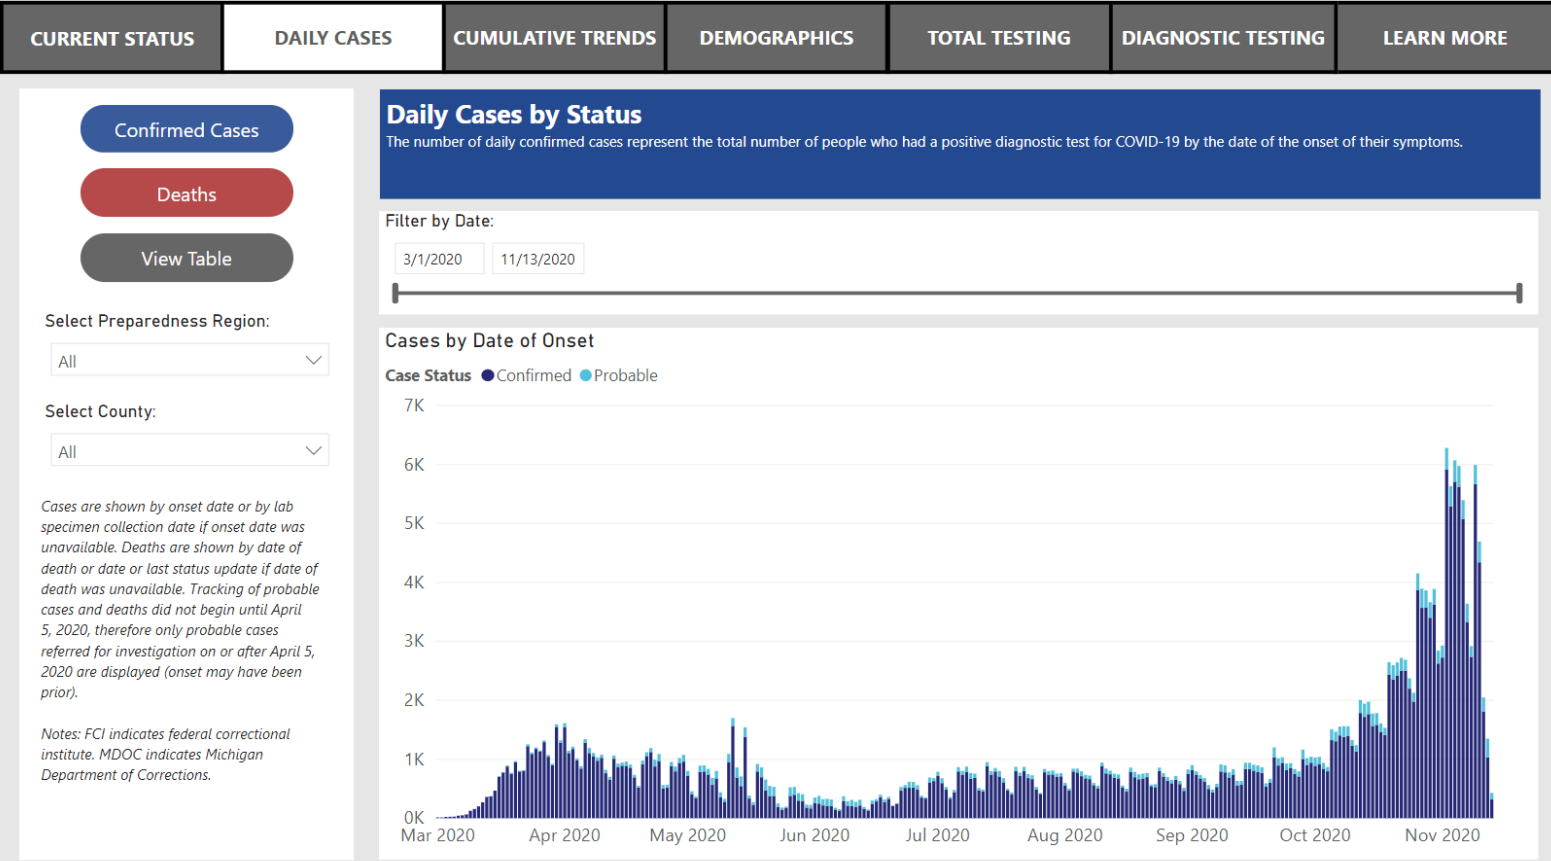 CURRENT STATUS
DAILY CASES
CUMULATIVE TRENDS
DEMOGRAPHICS
TOTAL TESTING
DIAGNOSTIC TESTING
LEARN MORE
Confirmed Cases
Deaths
View Table
Select Preparedness Region:
All
Select County:
All
Cases are shown by onset date or by lab
specimen collection date if onset date was
unavailable. Deaths are shown by date of
death or date or last status update if date of
death was unavailable. Tracking of probable
cases and deaths did not begin until April
5, 2020, therefore only probable cases
referred for investigation on or after April 5,
2020 are displayed (onset may have been
prior).
Notes: FCI indicates federal correctional
institute. MDOC indicates Michigan
Department of Corrections.
Daily Cases by Status
The number of daily confirmed cases represent the total number of people who had a positive diagnostic test for COVID-19 by the date of the onset of their symptoms.
Filter by Date:
3/1/2020 11/13/2020
Cases by Date of Onset
Case Status Confirmed Probable
7K
6K
5K
4K
3K
2K
1K
0K
Mar 2020 Apr 2020 May 2020 Jun 2020 Jul 2020 Aug 2020 Sep 2020 Oct 2020 Nov 2020